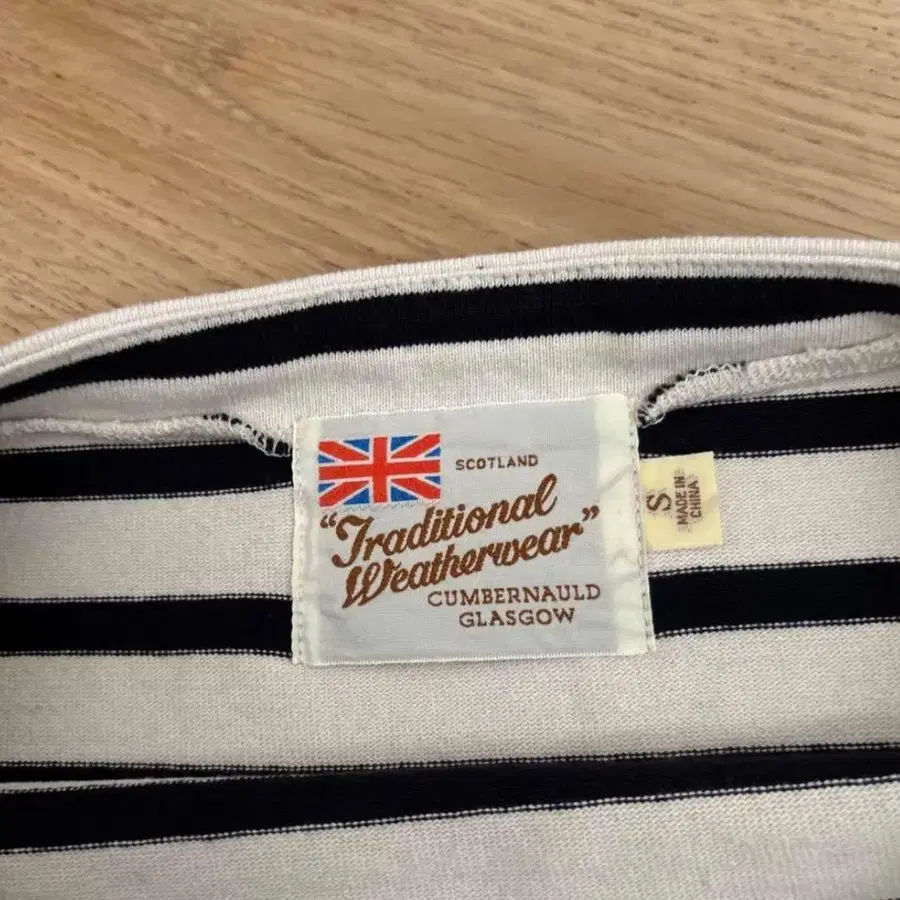 SCOTLAND
“Traditional
Weatherwear”
CUMBERNAULD
GLASGOW
S
MADE IN
CHINA